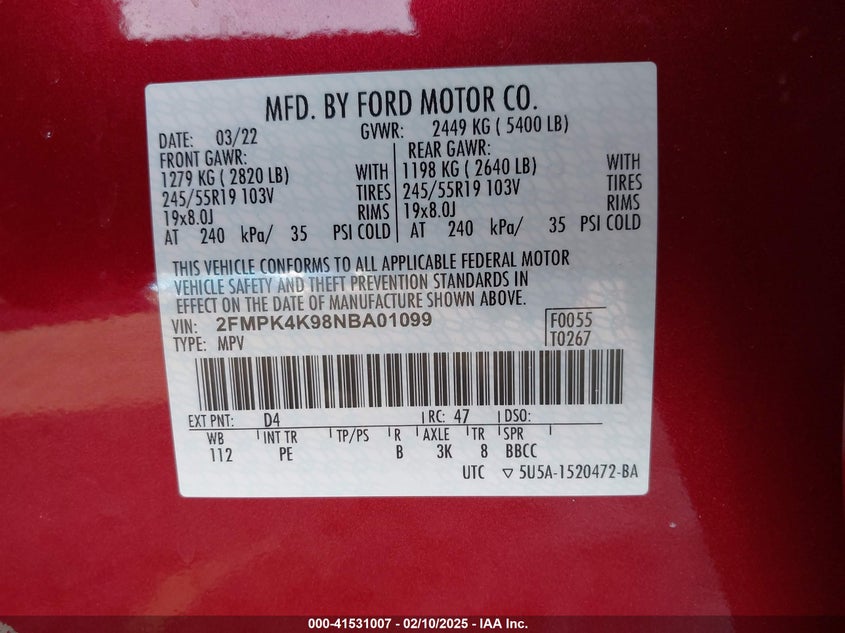 MFD. BY FORD MOTOR CO.
DATE: 03/22 GVWR: 2449 KG ( 5400 LB)
FRONT GAWR: REAR GAWR:
1279 KG ( 2820 LB) WITH 1198 KG ( 2640 LB) WITH
245/55R19 103V TIRES 245/55R19 103V TIRES
19x8.0J RIMS 19x8.0J RIMS
AT 240 kPa/ 35 PSI COLD AT 240 kPa/ 35 PSI COLD
THIS VEHICLE CONFORMS TO ALL APPLICABLE FEDERAL MOTOR
VEHICLE SAFETY AND THEFT PREVENTION STANDARDS IN
EFFECT ON THE DATE OF MANUFACTURE SHOWN ABOVE.
VIN: 2FMPK4K98NBA01099 F0055
TYPE: MPV T0267
EXT PNT: D4 RC: 47 DSO:
WB INT TR TP/PS R AXLE TR SPR
112 PE B 3K 8 BBCC
UTC ▽ 5U5A-1520472-BA
000-41531007 - 02/10/2025 - IAA Inc.